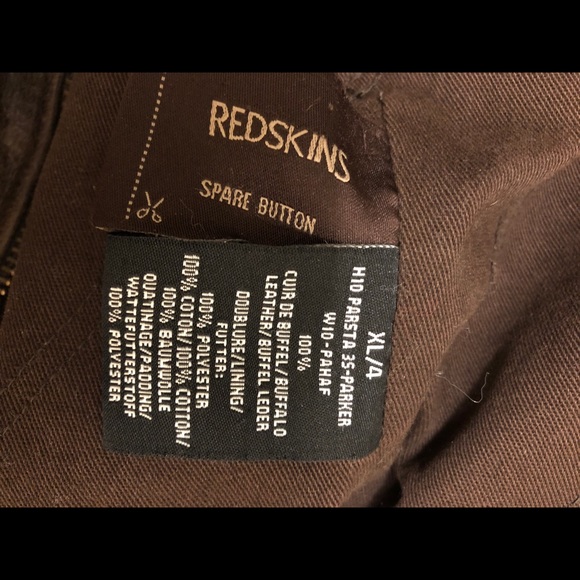 REDSKINS
SPARE BUTTON
XL/4
H10 PARSTA 3S-PARKER
W10-PAHAF
100%
CUIR DE BUFFEL/BUFFALO
LEATHER/BUFFEL LEDER
DOUBLURE/LINING/
FUTTER:
100% POLYESTER
100% COTON/100% COTTON/
100% BAUMWOLLE
OUATINAGE/PADDING/
WATTEFUTTERSTOFF
100% POLYESTER